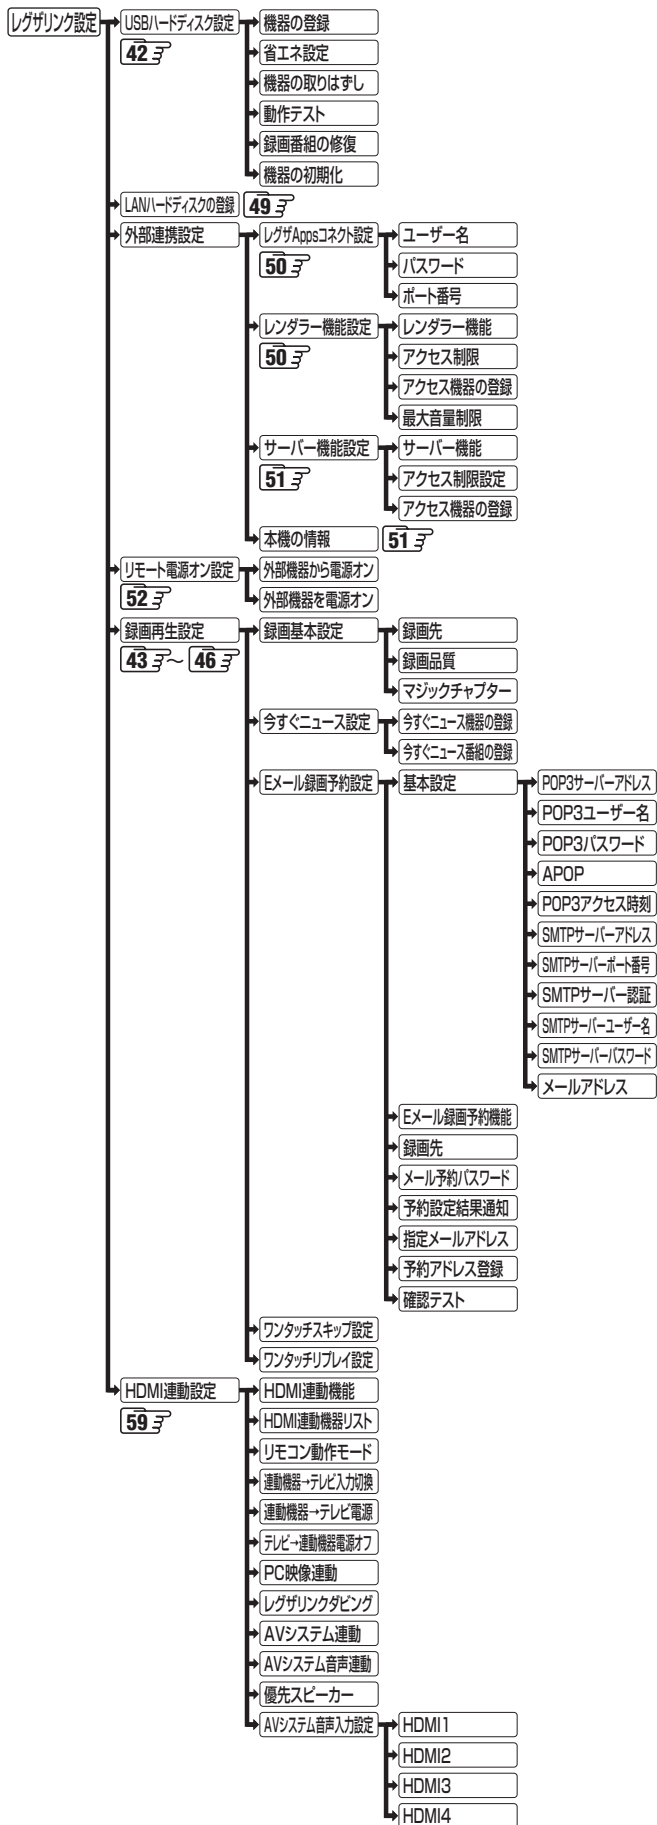 レグザリンク設定
USBハードディスク設定
42
機器の登録
省エネ設定
機器の取りはずし
動作テスト
録画番組の修復
機器の初期化
LANハードディスクの登録 49
外部連携設定
レグザAppsコネクト設定
50
ユーザー名
パスワード
ポート番号
レンダラー機能設定
50
レンダラー機能
アクセス制限
アクセス機器の登録
最大音量制限
サーバー機能設定
51
サーバー機能
アクセス制限設定
アクセス機器の登録
本機の情報 51
リモート電源オン設定
52
外部機器から電源オン
外部機器を電源オン
録画再生設定
43 ～ 46
録画基本設定
録画先
録画品質
マジックチャプター
今すぐニュース設定
今すぐニュース機器の登録
今すぐニュース番組の登録
Eメール録画予約設定
基本設定
POP3サーバーアドレス
POP3ユーザー名
POP3パスワード
APOP
POP3アクセス時刻
SMTPサーバーアドレス
SMTPサーバーポート番号
SMTPサーバー認証
SMTPサーバーユーザー名
SMTPサーバーパスワード
メールアドレス
Eメール録画予約機能
録画先
メール予約パスワード
予約設定結果通知
指定メールアドレス
予約アドレス登録
確認テスト
ワンタッチスキップ設定
ワンタッチリプレイ設定
HDMI連動設定
59
HDMI連動機能
HDMI連動機器リスト
リモコン動作モード
連動機器→テレビ入力切換
連動機器→テレビ電源
テレビ→連動機器電源オフ
PC映像連動
レグザリンクダビング
AVシステム連動
AVシステム音声連動
優先スピーカー
AVシステム音声入力設定
HDMI1
HDMI2
HDMI3
HDMI4